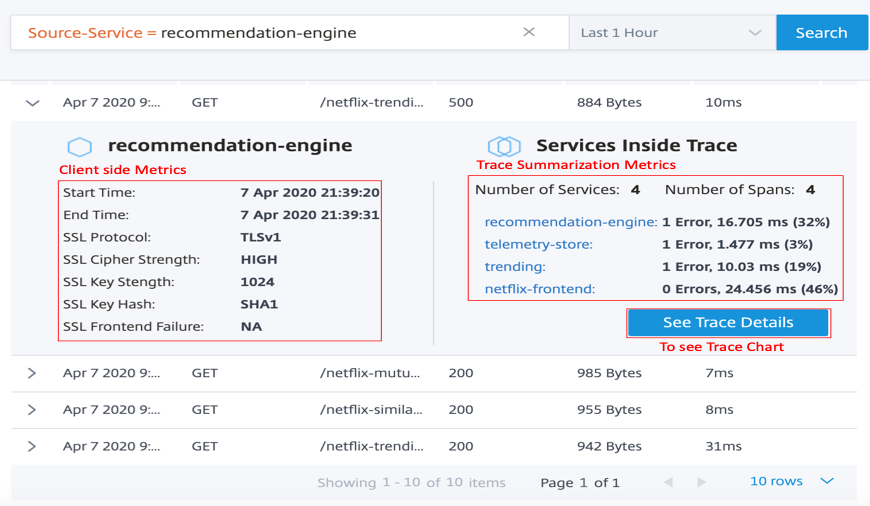 Source-Service = recommendation-engine
Last 1 Hour
Search
Apr 7 2020 9:... GET /netflix-trendi... 500 884 Bytes 10ms
recommendation-engine
Client side Metrics
Start Time: 7 Apr 2020 21:39:20
End Time: 7 Apr 2020 21:39:31
SSL Protocol: TLSv1
SSL Cipher Strength: HIGH
SSL Key Stength: 1024
SSL Key Hash: SHA1
SSL Frontend Failure: NA
Services Inside Trace
Trace Summarization Metrics
Number of Services: 4 Number of Spans: 4
recommendation-engine: 1 Error, 16.705 ms (32%)
telemetry-store: 1 Error, 1.477 ms (3%)
trending: 1 Error, 10.03 ms (19%)
netflix-frontend: 0 Errors, 24.456 ms (46%)
See Trace Details
To see Trace Chart
Apr 7 2020 9:... GET /netflix-mutu... 200 985 Bytes 7ms
Apr 7 2020 9:... GET /netflix-simila... 200 955 Bytes 8ms
Apr 7 2020 9:... GET /netflix-trendi... 200 942 Bytes 31ms
Showing 1 - 10 of 10 items Page 1 of 1 10 rows